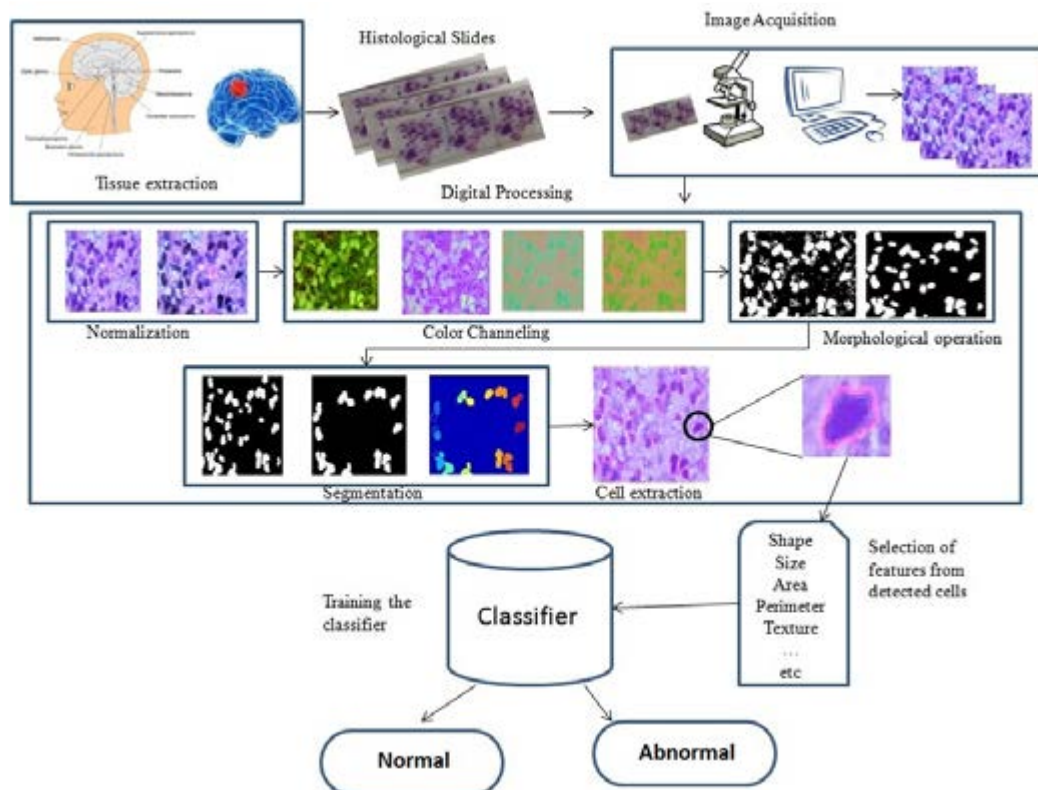 Image Acquisition
Histological Slides
Tissue extraction
Digital Processing
Normalization
Color Channeling
Morphological operation
Segmentation
Cell extraction
Shape
Size
Area
Perimeter
Texture
...
etc
Selection of
features from
detected cells
Training the
classifier
Classifier
Normal
Abnormal